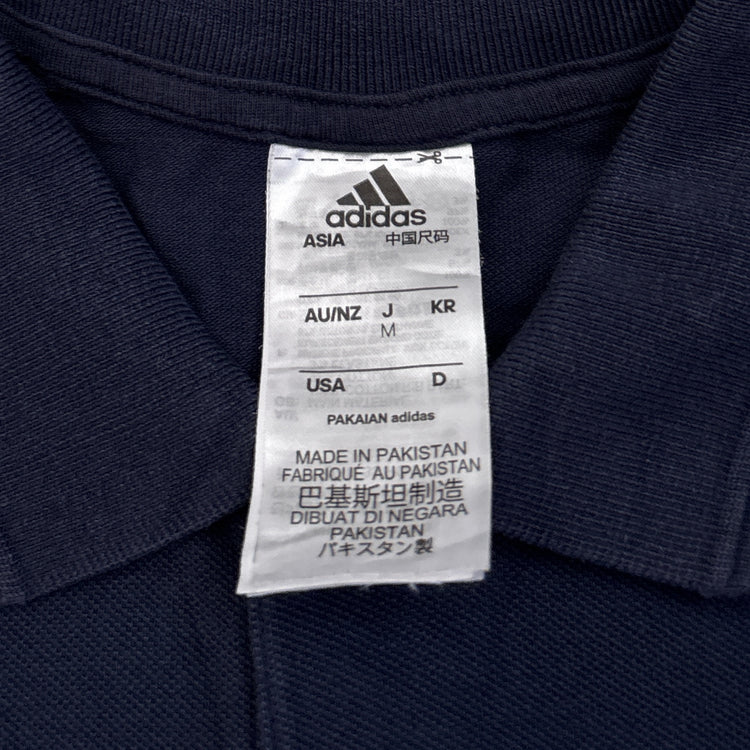 adidas
ASIA 中国尺码
AU/NZ J KR
M
USA D
PAKAIAN adidas
MADE IN PAKISTAN
FABRIQUÉ AU PAKISTAN
巴基斯坦制造
DIBUAT DI NEGARA
PAKISTAN
パキスタン製